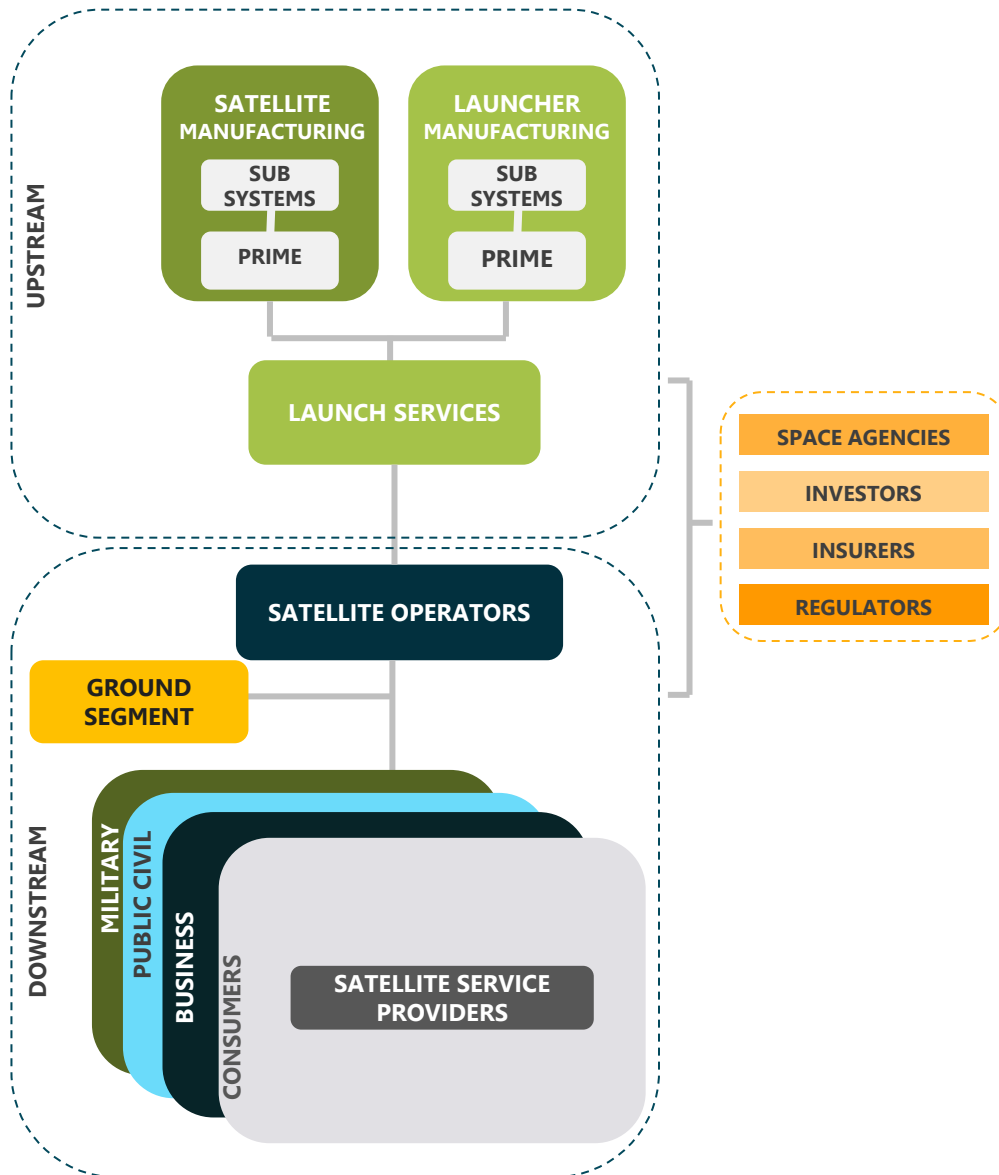 UPSTREAM
SATELLITE
MANUFACTURING
SUB
SYSTEMS
PRIME
LAUNCHER
MANUFACTURING
SUB
SYSTEMS
PRIME
LAUNCH SERVICES
SPACE AGENCIES
INVESTORS
INSURERS
REGULATORS
DOWNSTREAM
SATELLITE OPERATORS
GROUND
SEGMENT
MILITARY
PUBLIC CIVIL
BUSINESS
CONSUMERS
SATELLITE SERVICE
PROVIDERS